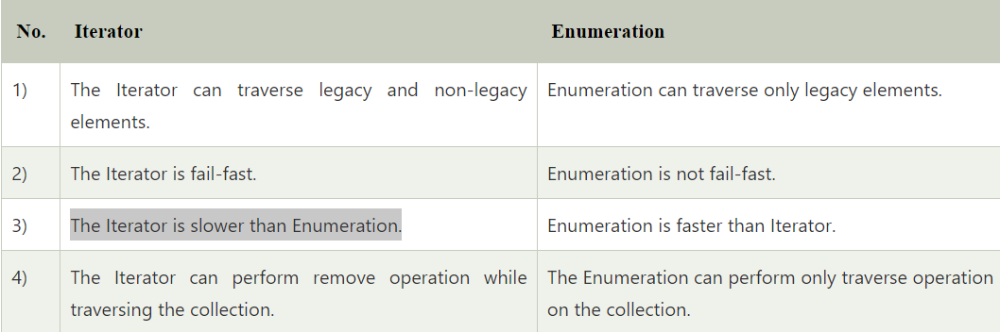 No. Iterator Enumeration
1) The Iterator can traverse legacy and non-legacy Enumeration can traverse only legacy elements.
elements.
2) The Iterator is fail-fast. Enumeration is not fail-fast.
3) The Iterator is slower than Enumeration. Enumeration is faster than Iterator.
4) The Iterator can perform remove operation while The Enumeration can perform only traverse operation
traversing the collection. on the collection.